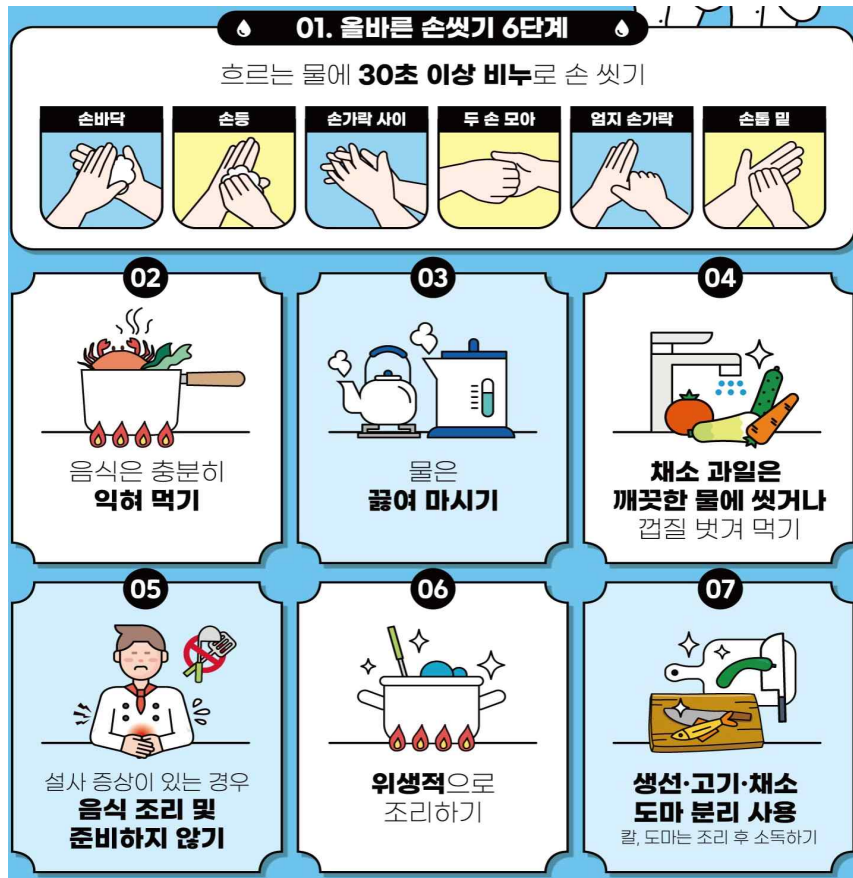 01. 올바른 손씻기 6단계
흐르는 물에 30초 이상 비누로 손 씻기
손바닥
손등
손가락 사이
두 손 모아
엄지 손가락
손톱 밑
02
음식은 충분히
익혀 먹기
03
물은
끓여 마시기
04
채소 과일은
깨끗한 물에 씻거나
껍질 벗겨 먹기
05
설사 증상이 있는 경우
음식 조리 및
준비하지 않기
06
위생적으로
조리하기
07
생선·고기·채소
도마 분리 사용
칼, 도마는 조리 후 소독하기